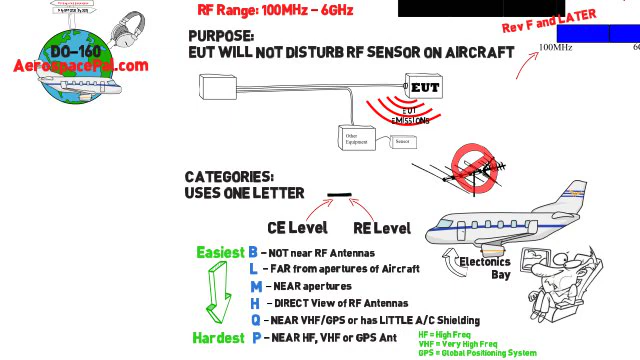 RF Range: 100MHz – 6GHz
Rev F and LATER
100MHz
DO-160
AerospacePal.com
PURPOSE:
EUT WILL NOT DISTURB RF SENSOR ON AIRCRAFT
EUT
EUT
EMISSIONS
Other
Equipment
Sensor
CATEGORIES:
USES ONE LETTER
CE Level
RE Level
Easiest
B – NOT near RF Antennas
L – FAR from apertures of Aircraft
M – NEAR apertures
H – DIRECT View of RF Antennas
Q – NEAR VHF/GPS or has LITTLE A/C Shielding
Hardest P – NEAR HF, VHF or GPS Ant
Electonics
Bay
HF = High Freq
VHF = Very High Freq
GPS = Global Positioning System